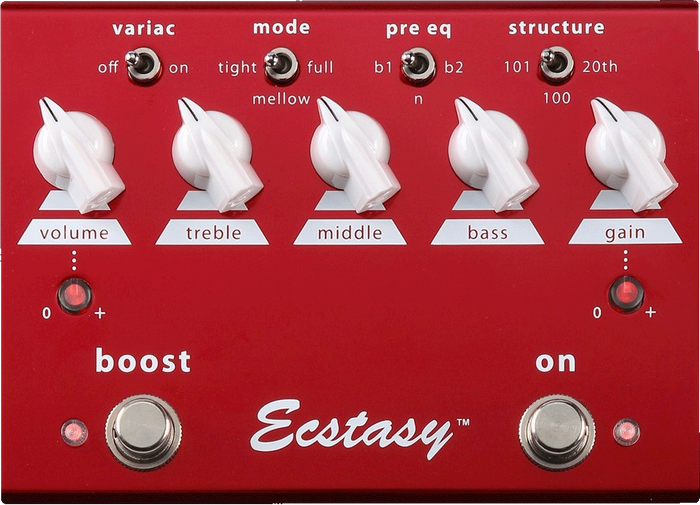 variac mode pre eq structure
off on tight full b1 b2 101 20th
mellow n 100
volume treble middle bass gain
0 + 0 +
boost on
Ecstasy™